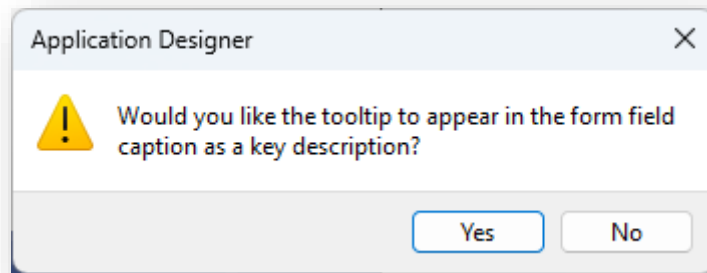 Application Designer
Would you like the tooltip to appear in the form field
caption as a key description?
Yes No